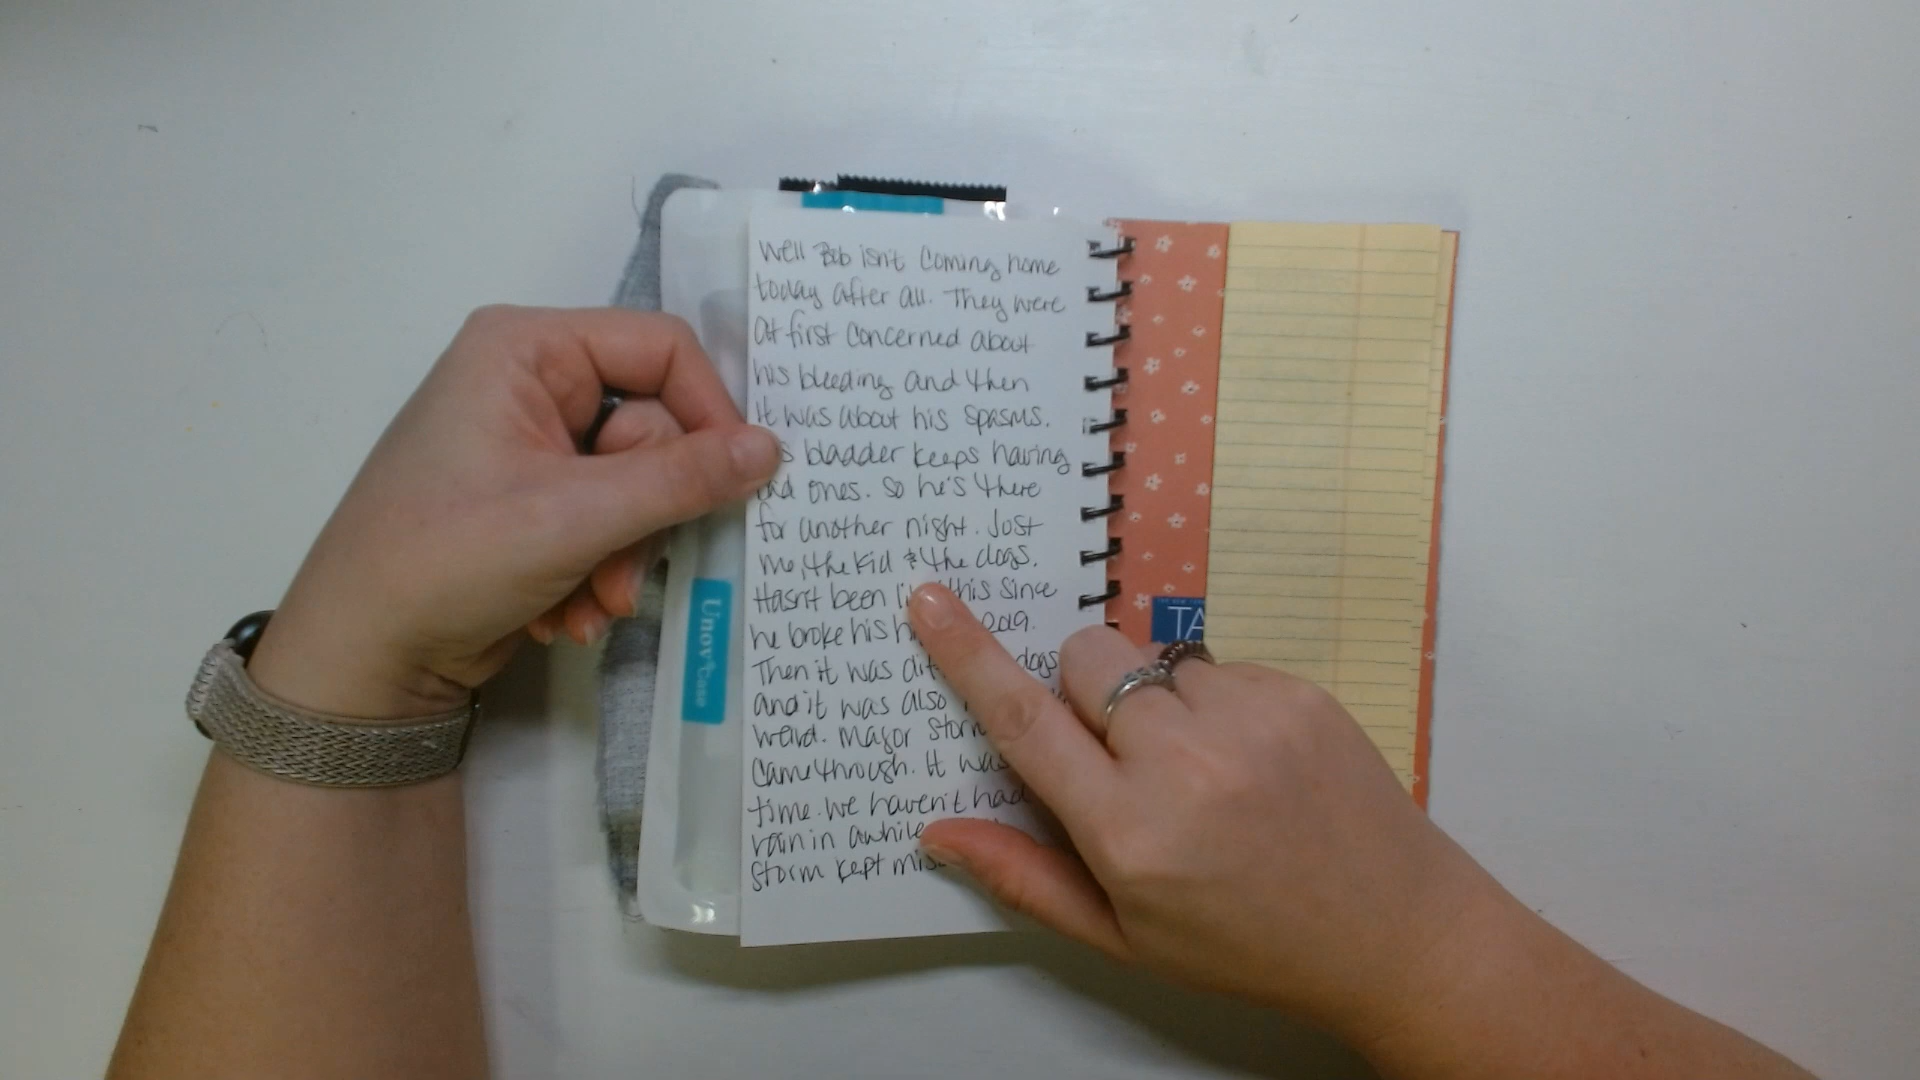 Well Bob isn't coming home
today after all. They were
at first concerned about
his bleeding and then
it was about his spasms.
bladder keeps having
ones. So he's there
for another night. Just
me, the kid & the dogs.
Hasn't been this since
he broke his 2019.
Then it was dogs
and it was also
weird. Major storm
came through. It was
time. We haven't had
rain in awhile
storm kept
UnovCase
TA